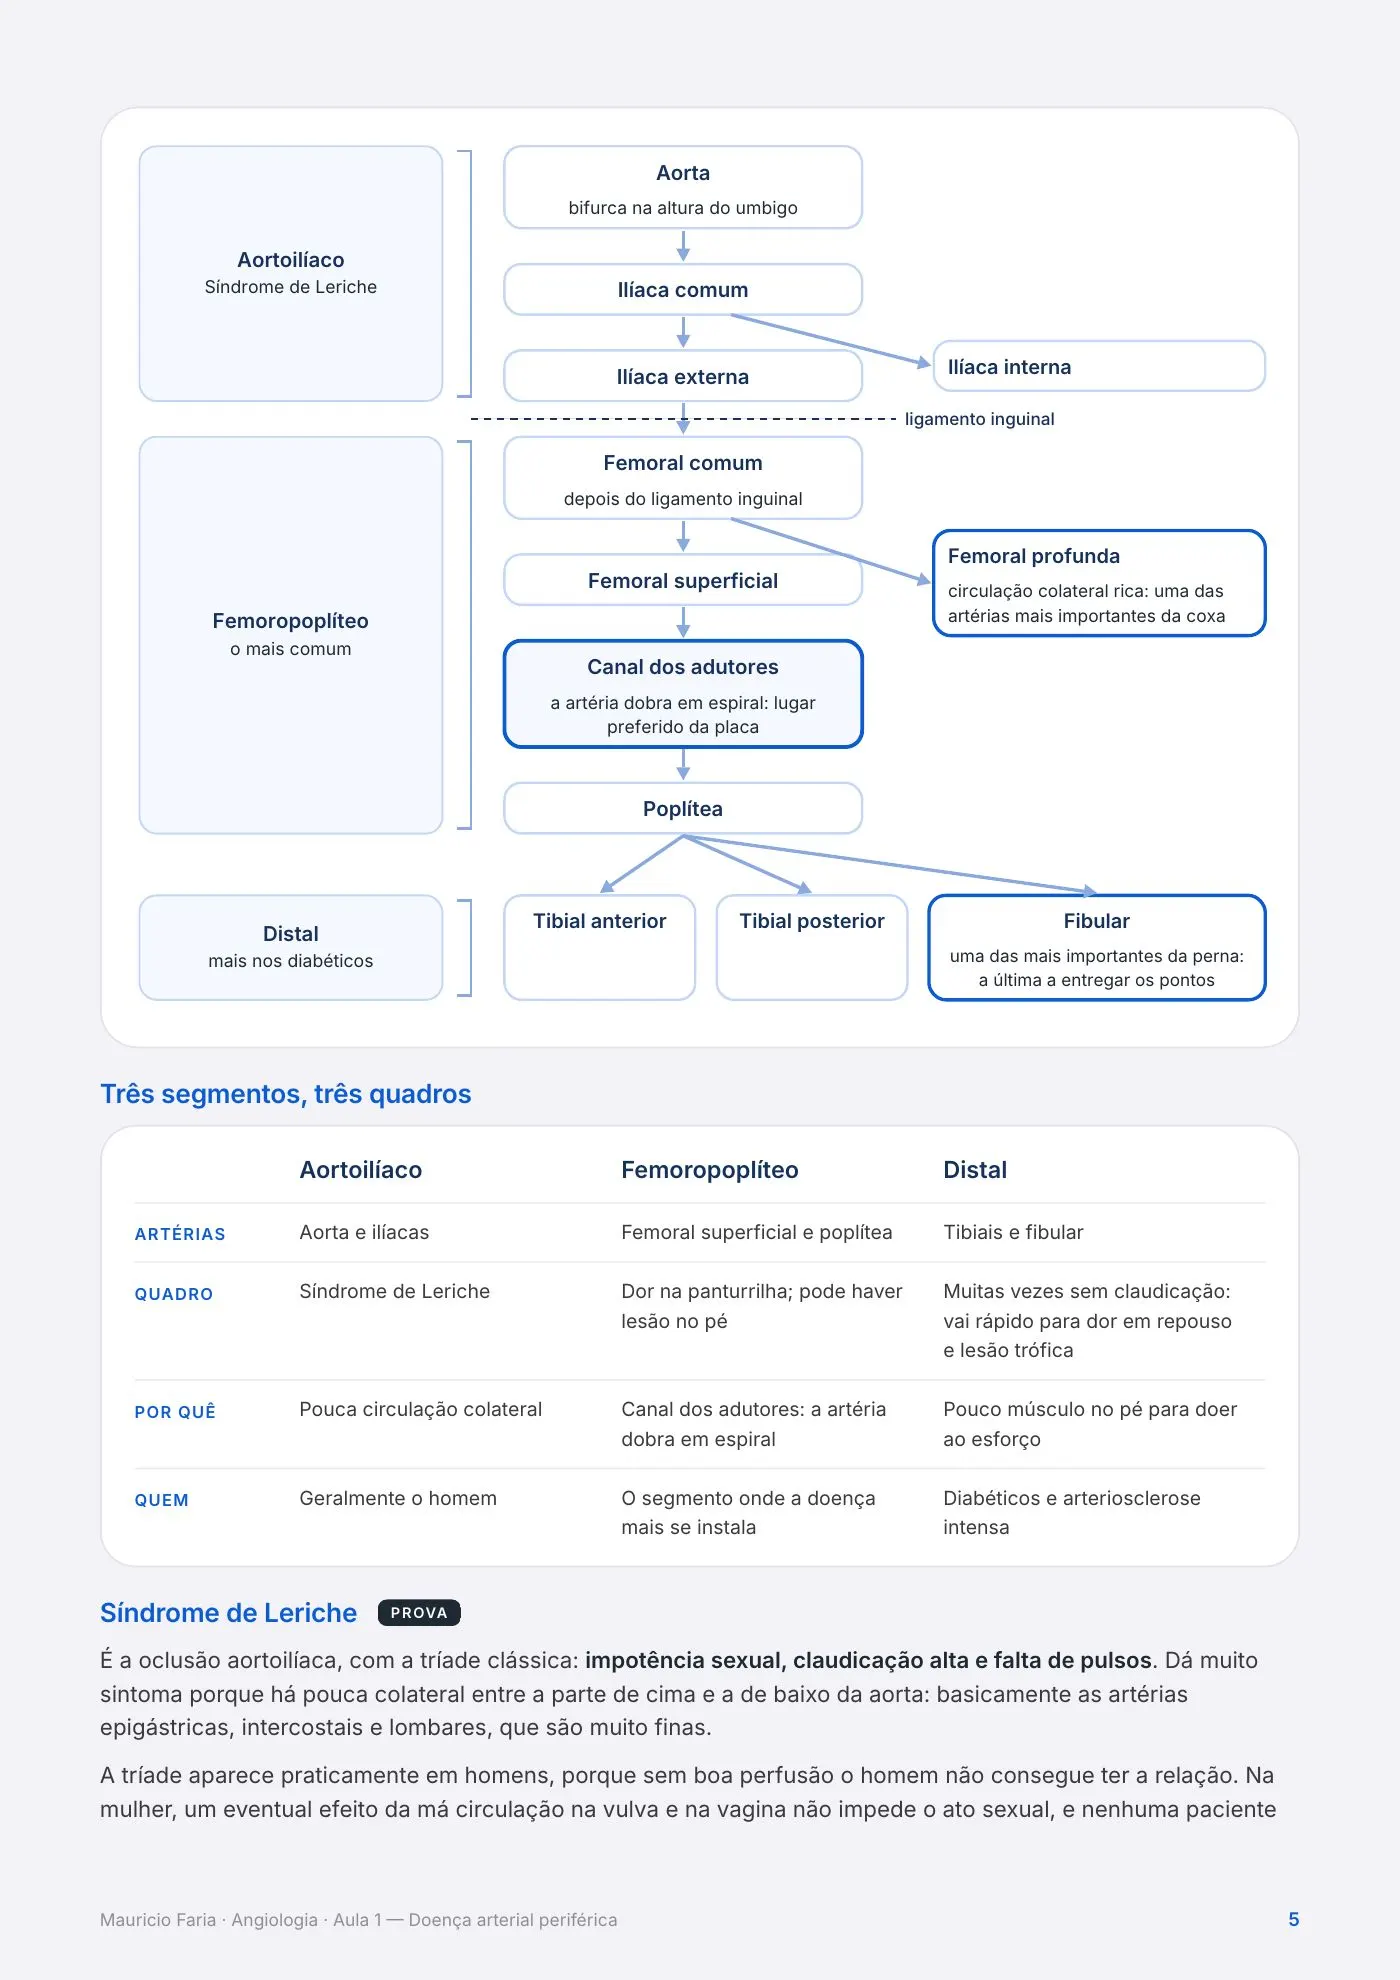 Aortoilíaco
Síndrome de Leriche
Aorta
bifurca na altura do umbigo
Ilíaca comum
Ilíaca externa
Ilíaca interna
ligamento inguinal
Femoropoplíteo
o mais comum
Femoral comum
depois do ligamento inguinal
Femoral superficial
Femoral profunda
circulação colateral rica: uma das
artérias mais importantes da coxa
Canal dos adutores
a artéria dobra em espiral: lugar
preferido da placa
Poplítea
Distal
mais nos diabéticos
Tibial anterior
Tibial posterior
Fibular
uma das mais importantes da perna:
a última a entregar os pontos
Três segmentos, três quadros
Aortoilíaco Femoropoplíteo Distal
ARTÉRIAS Aorta e ilíacas Femoral superficial e poplítea Tibiais e fibular
QUADRO Síndrome de Leriche Dor na panturrilha; pode haver Muitas vezes sem claudicação:
lesão no pé vai rápido para dor em repouso
e lesão trófica
POR QUÊ Pouca circulação colateral Canal dos adutores: a artéria Pouco músculo no pé para doer
dobra em espiral ao esforço
QUEM Geralmente o homem O segmento onde a doença Diabéticos e arteriosclerose
mais se instala intensa
Síndrome de Leriche PROVA
É a oclusão aortoilíaca, com a tríade clássica: impotência sexual, claudicação alta e falta de pulsos. Dá muito
sintoma porque há pouca colateral entre a parte de cima e a de baixo da aorta: basicamente as artérias
epigástricas, intercostais e lombares, que são muito finas.
A tríade aparece praticamente em homens, porque sem boa perfusão o homem não consegue ter a relação. Na
mulher, um eventual efeito da má circulação na vulva e na vagina não impede o ato sexual, e nenhuma paciente
Mauricio Faria · Angiologia · Aula 1 — Doença arterial periférica 5